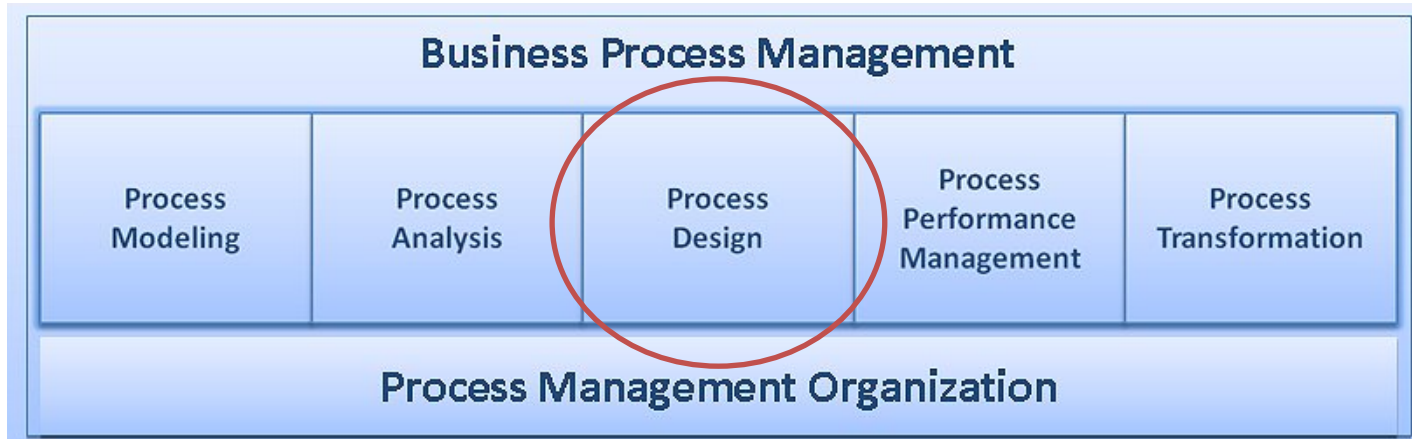 Business Process Management
Process
Modeling
Process
Analysis
Process
Design
Process
Performance
Management
Process
Transformation
Process Management Organization